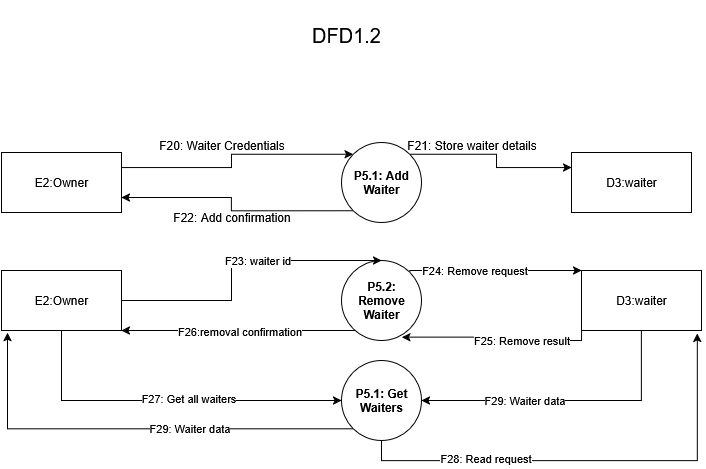 DFD1.2
F20: Waiter Credentials
F21: Store waiter details
E2:Owner
P5.1: Add
Waiter
D3:waiter
F22: Add confirmation
F23: waiter id
F24: Remove request
E2:Owner
P5.2:
Remove
Waiter
D3:waiter
F26:removal confirmation
F25: Remove result
F27: Get all waiters
P5.1: Get
Waiters
F29: Waiter data
F29: Waiter data
F28: Read request